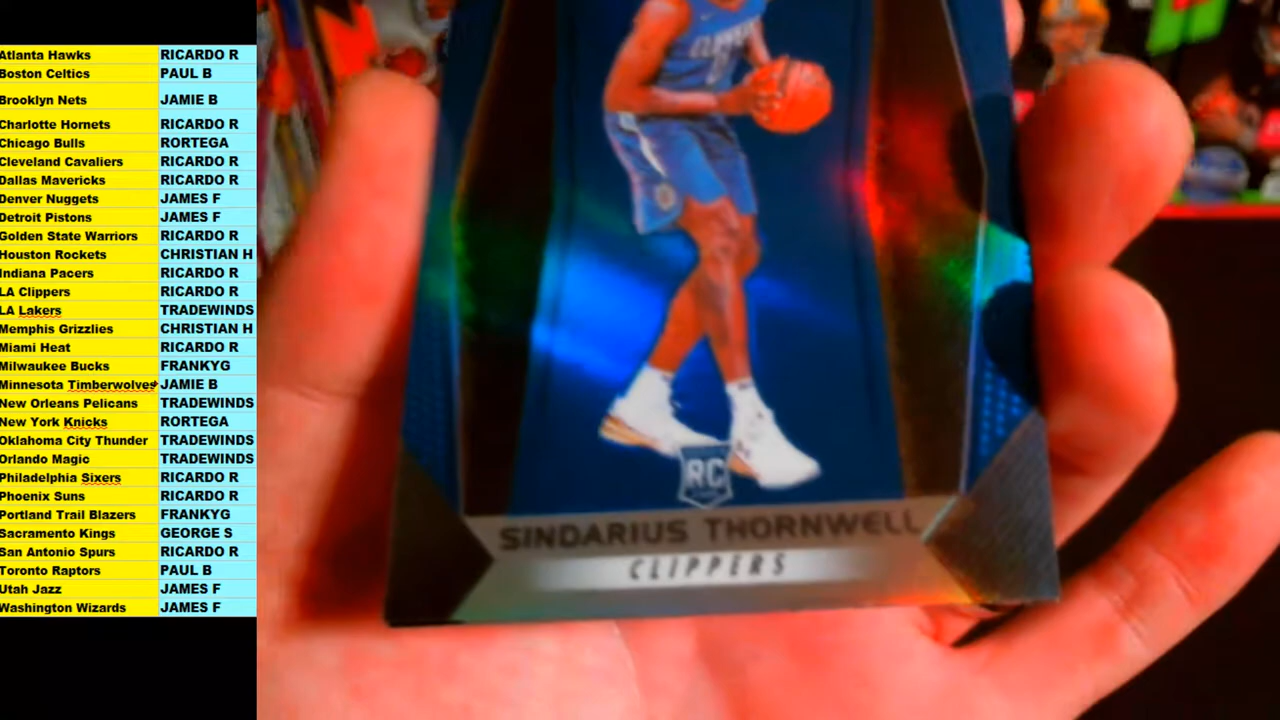 Atlanta Hawks RICARDO R
Boston Celtics PAUL B
Brooklyn Nets JAMIE B
Charlotte Hornets RICARDO R
Chicago Bulls RORTEGA
Cleveland Cavaliers RICARDO R
Dallas Mavericks RICARDO R
Denver Nuggets JAMES F
Detroit Pistons JAMES F
Golden State Warriors RICARDO R
Houston Rockets CHRISTIAN H
Indiana Pacers RICARDO R
LA Clippers RICARDO R
LA Lakers TRADEWINDS
Memphis Grizzlies CHRISTIAN H
Miami Heat RICARDO R
Milwaukee Bucks FRANKYG
Minnesota Timberwolves JAMIE B
New Orleans Pelicans TRADEWINDS
New York Knicks RORTEGA
Oklahoma City Thunder TRADEWINDS
Orlando Magic TRADEWINDS
Philadelphia Sixers RICARDO R
Phoenix Suns RICARDO R
Portland Trail Blazers FRANKYG
Sacramento Kings GEORGE S
San Antonio Spurs RICARDO R
Toronto Raptors PAUL B
Utah Jazz JAMES F
Washington Wizards JAMES F
RC
SINDARIUS THORNWELL
CLIPPERS